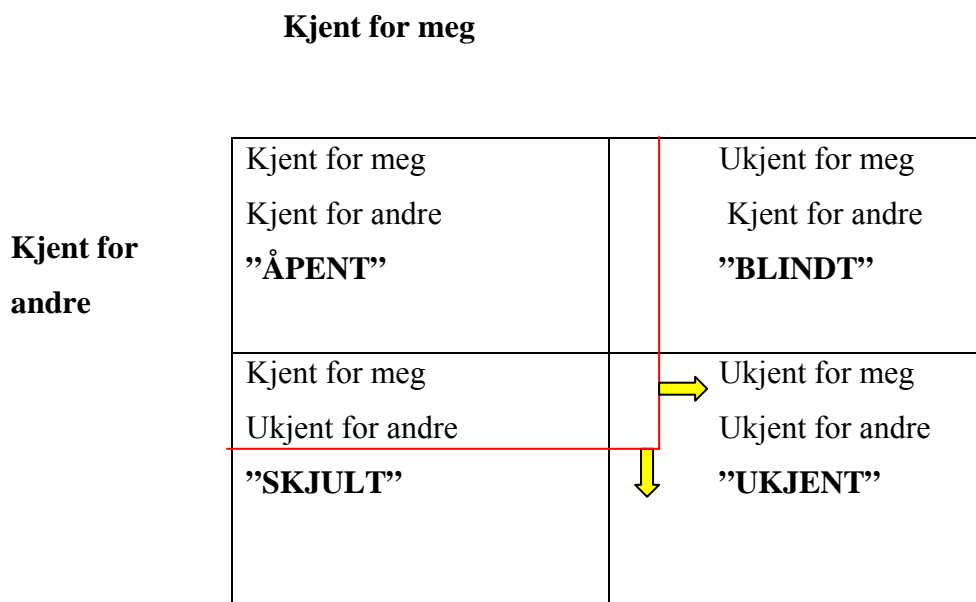 Kjent for meg
Kjent for
andre
Kjent for meg
Kjent for andre
”ÅPENT”
Ukjent for meg
Kjent for andre
”BLINDT”
Kjent for meg
Ukjent for andre
”SKJULT”
Ukjent for meg
Ukjent for andre
”UKJENT”